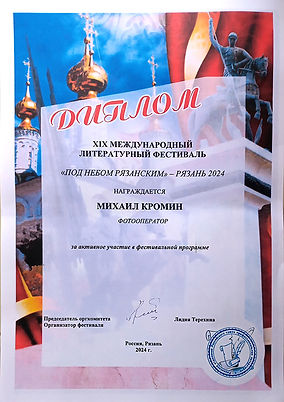 ДИПЛОМ
XIX МЕЖДУНАРОДНЫЙ
ЛИТЕРАТУРНЫЙ ФЕСТИВАЛЬ
«ПОД НЕБОМ РЯЗАНСКИМ» – РЯЗАНЬ 2024
НАГРАЖДАЕТСЯ
МИХАИЛ КРОМИН
ФОТООПЕРАТОР
за активное участие в фестивальной программе
Председатель оргкомитета
Организатор фестиваля
Лидия Терехина
Россия, Рязань
2024 г.